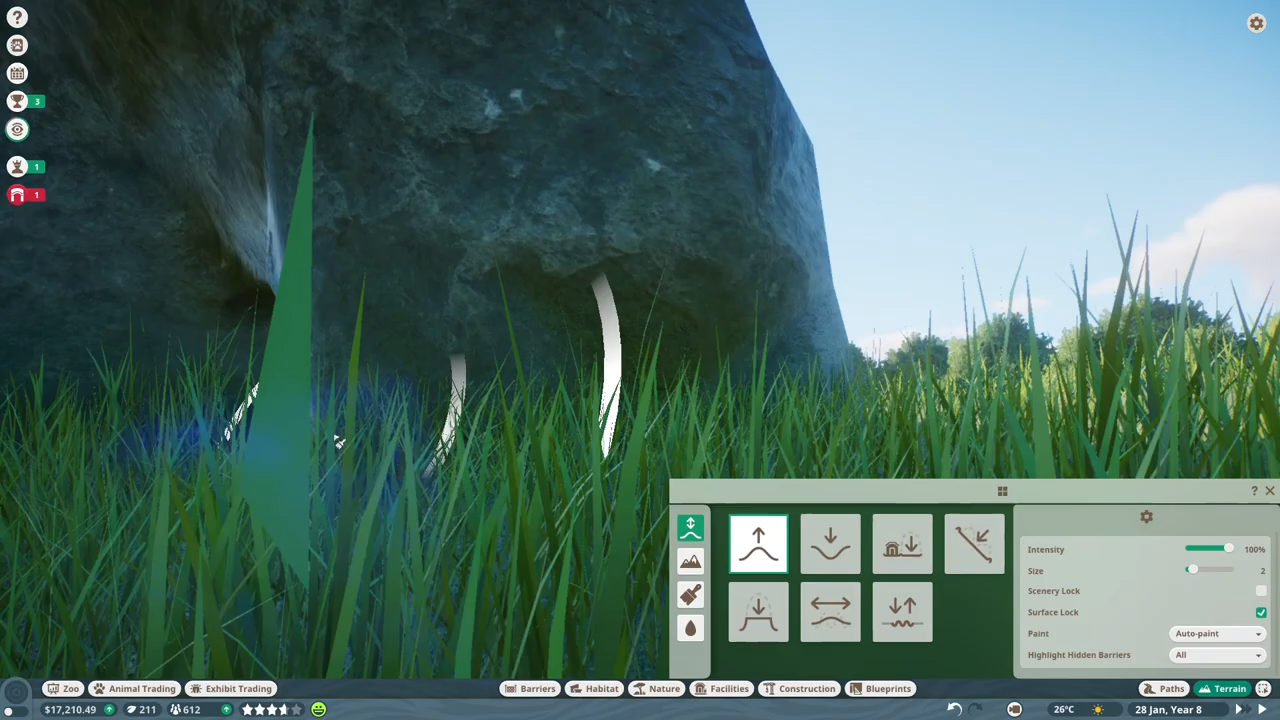 ?
3
1
1
?
Intensity 100%
Size 2
Scenery Lock
Surface Lock
Paint Auto-paint
Highlight Hidden Barriers All
Zoo Animal Trading Exhibit Trading Barriers Habitat Nature Facilities Construction Blueprints Paths Terrain
$17,210.49 211 612 26°C 28 Jan, Year 8